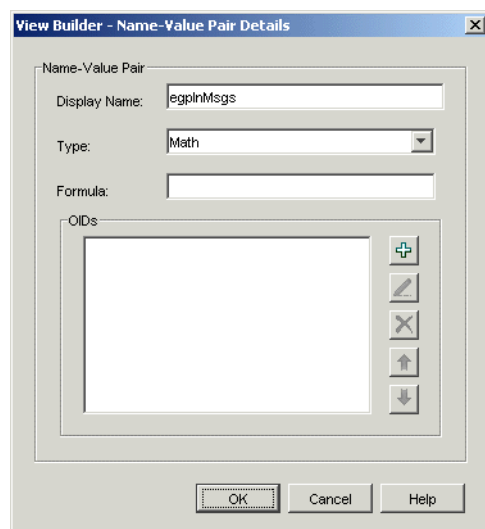 View Builder - Name-Value Pair Details
Name-Value Pair
Display Name: egpInMsgs
Type: Math
Formula:
OIDs
OK Cancel Help